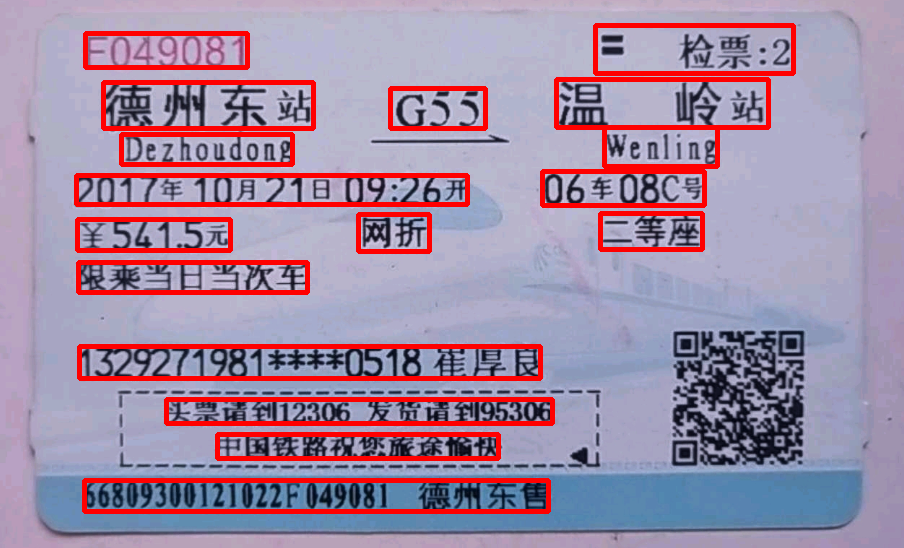 F049081 检票:2
德州东站 G55 温岭站
Dezhoudong Wenling
2017年10月21日 09:26开 06车08C号
￥541.5元 网折 二等座
限乘当日当次车
1329271981****0518 崔厚良
买票请到12306 发货请到95306
中国铁路祝您旅途愉快
66809300121022F049081 德州东售